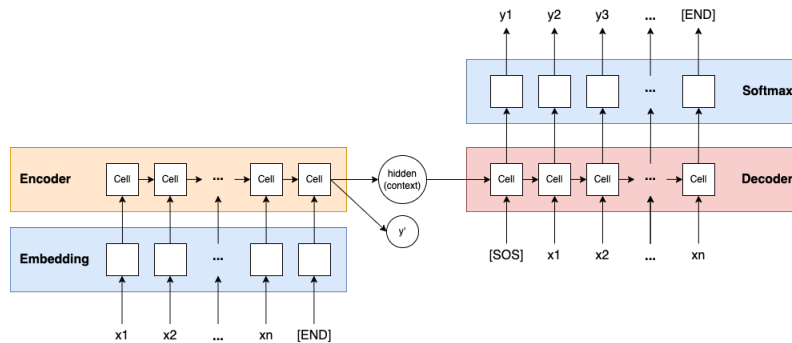 y1 y2 y3 ... [END]
... Softmax
Encoder Cell Cell ... Cell Cell
hidden
(context)
Cell Cell Cell ... Cell Decoder
y'
Embedding ...
[SOS] x1 x2 ... xn
x1 x2 ... xn [END]